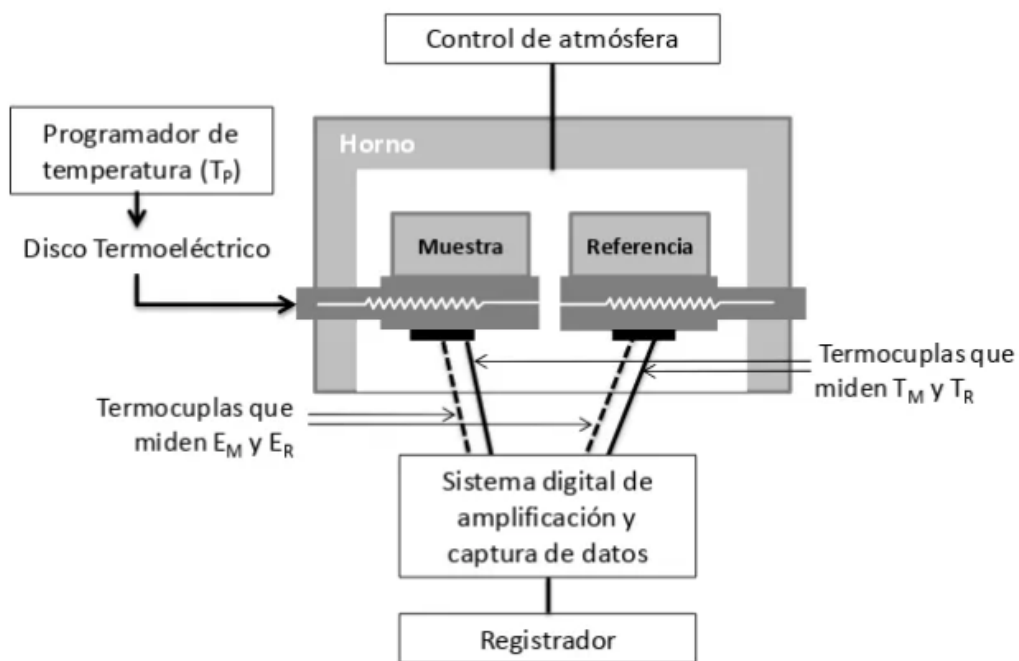 Control de atmósfera
Programador de
temperatura (TP)
Horno
Disco Termoeléctrico
Muestra
Referencia
Termocuplas que
miden TM y TR
Termocuplas que
miden EM y ER
Sistema digital de
amplificación y
captura de datos
Registrador